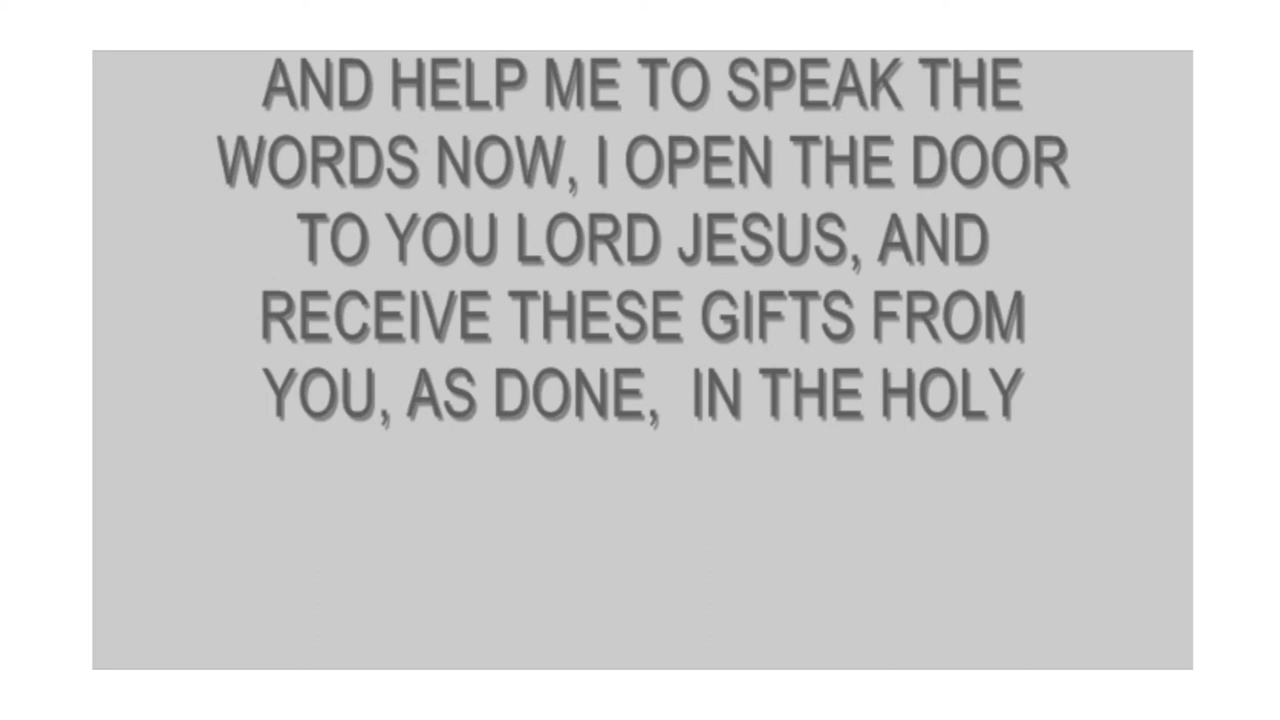 AND HELP ME TO SPEAK THE
WORDS NOW, I OPEN THE DOOR
TO YOU LORD JESUS, AND
RECEIVE THESE GIFTS FROM
YOU, AS DONE,  IN THE HOLY